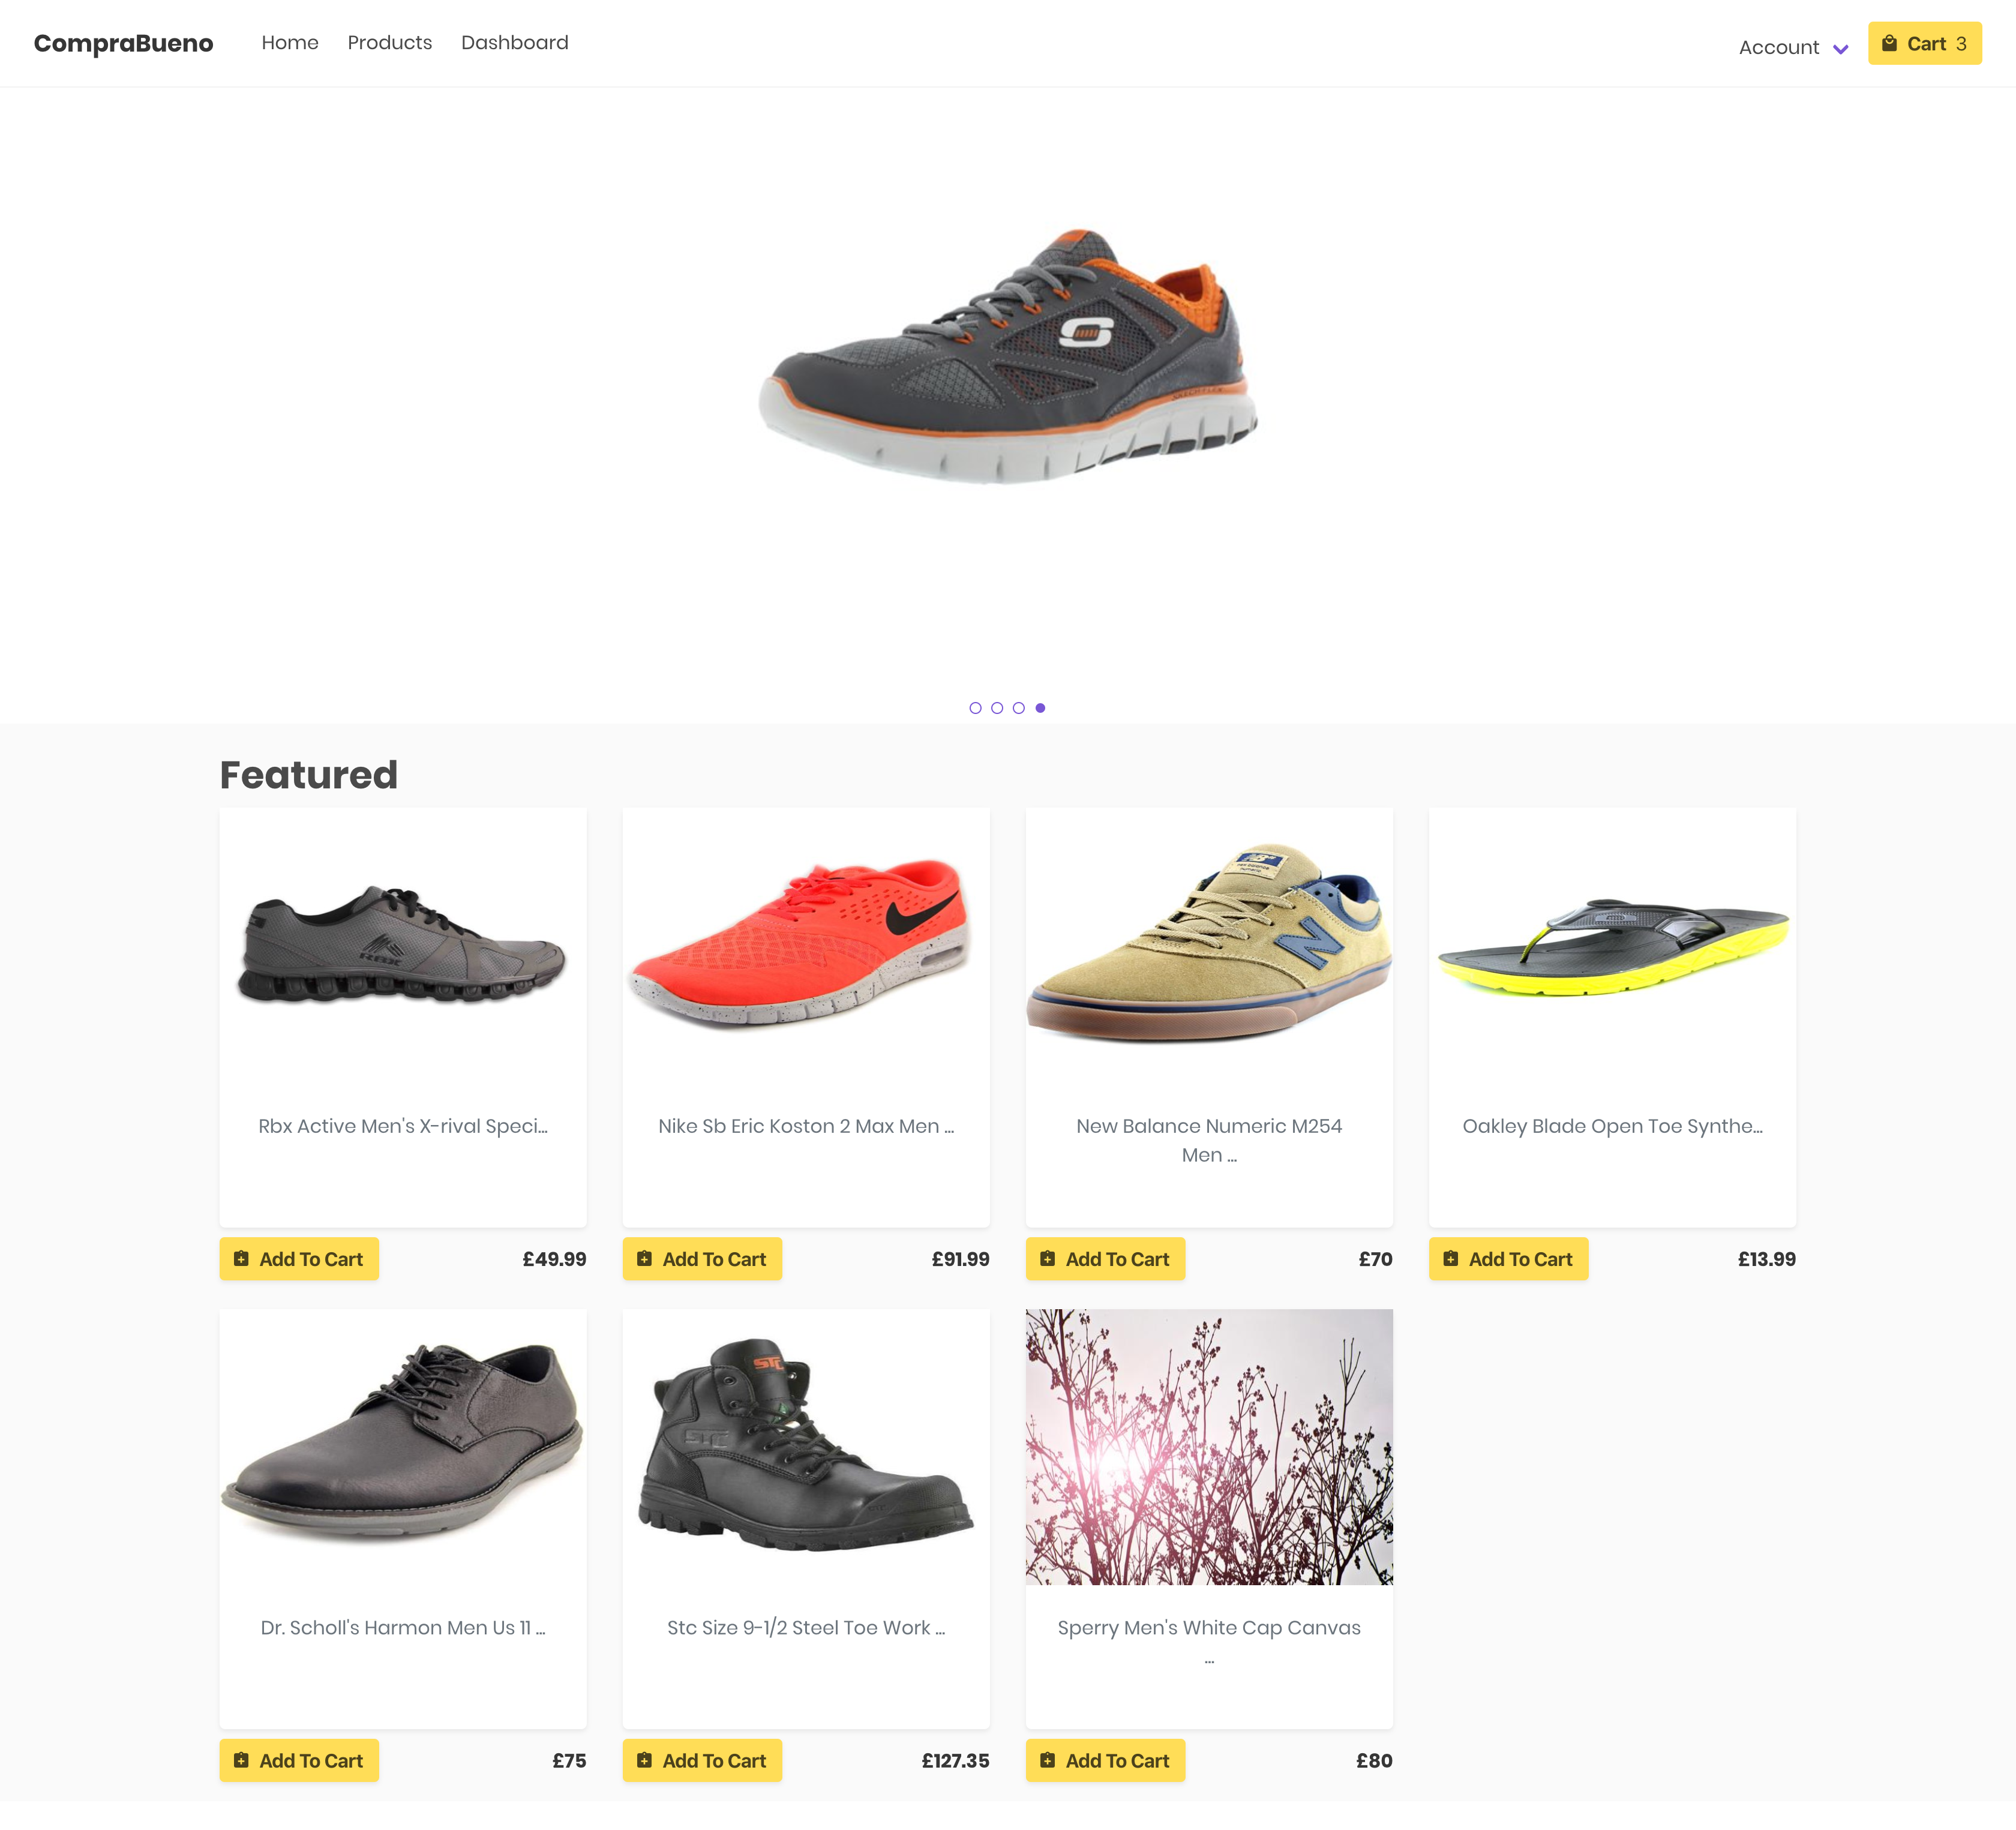 CompraBueno Home Products Dashboard Account Cart 3
Featured
RBX
Rbx Active Men's X-rival Speci...
Nike Sb Eric Koston 2 Max Men ...
New Balance Numeric M254
Men ...
Oakley Blade Open Toe Synthe...
Add To Cart £49.99
Add To Cart £91.99
Add To Cart £70
Add To Cart £13.99
STC
STC
Dr. Scholl's Harmon Men Us 11 ...
Stc Size 9-1/2 Steel Toe Work ...
Sperry Men's White Cap Canvas
...
Add To Cart £75
Add To Cart £127.35
Add To Cart £80